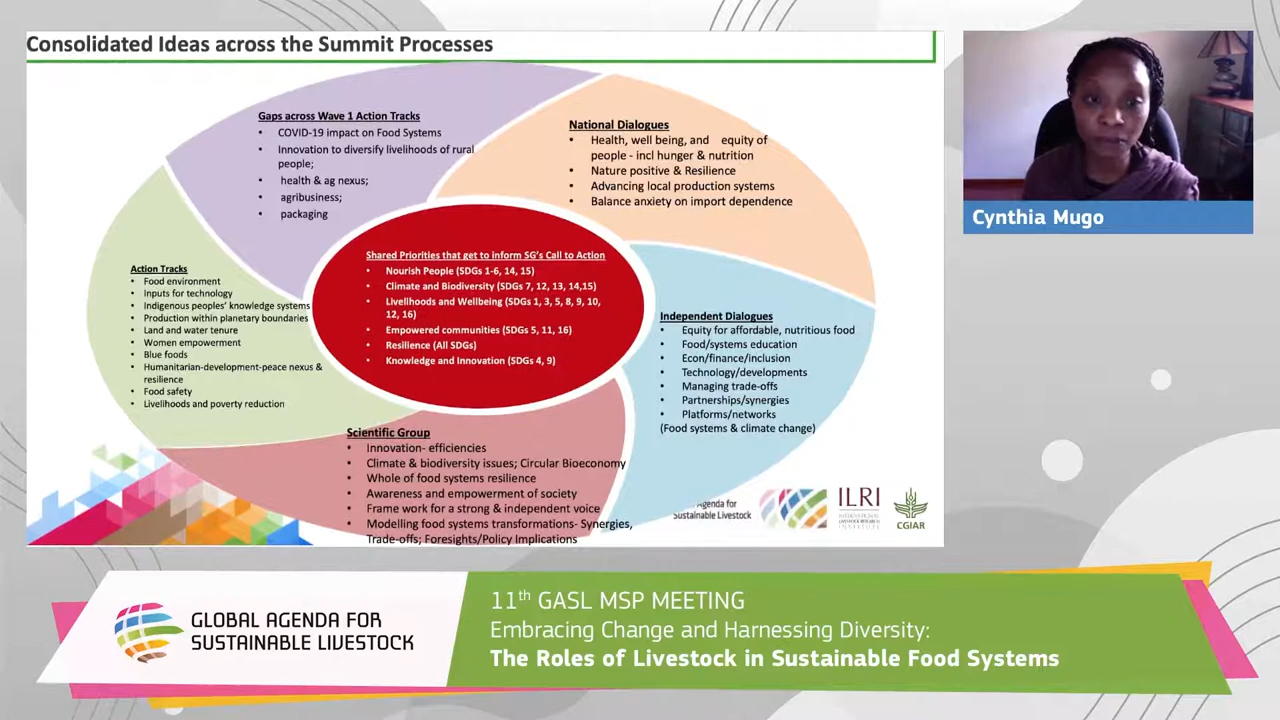 Consolidated Ideas across the Summit Processes
Gaps across Wave 1 Action Tracks
• COVID-19 impact on Food Systems
• Innovation to diversify livelihoods of rural
people;
• health & ag nexus;
• agribusiness;
• packaging
National Dialogues
• Health, well being, and equity of
people - incl hunger & nutrition
• Nature positive & Resilience
• Advancing local production systems
• Balance anxiety on import dependence
Shared Priorities that get to inform SG's Call to Action
• Nourish People (SDGs 1-6, 14, 15)
• Climate and Biodiversity (SDGs 7, 12, 13, 14,15)
• Livelihoods and Wellbeing (SDGs 1, 3, 5, 8, 9, 10,
12, 16)
• Empowered communities (SDGs 5, 11, 16)
• Resilience (All SDGs)
• Knowledge and Innovation (SDGs 4, 9)
Action Tracks
• Food environment
• Inputs for technology
• Indigenous peoples' knowledge systems
• Production within planetary boundaries
• Land and water tenure
• Women empowerment
• Blue foods
• Humanitarian-development-peace nexus &
resilience
• Food safety
• Livelihoods and poverty reduction
Independent Dialogues
• Equity for affordable, nutritious food
• Food/systems education
• Econ/finance/inclusion
• Technology/developments
• Managing trade-offs
• Partnerships/synergies
• Platforms/networks
(Food systems & climate change)
Scientific Group
• Innovation- efficiencies
• Climate & biodiversity issues; Circular Bioeconomy
• Whole of food systems resilience
• Awareness and empowerment of society
• Frame work for a strong & independent voice
• Modelling food systems transformations- Synergies,
Trade-offs; Foresights/Policy Implications
Agenda for
Sustainable Livestock
ILRI
INTERNATIONAL
LIVESTOCK RESEARCH
INSTITUTE
CGIAR
Cynthia Mugo
GLOBAL AGENDA FOR
SUSTAINABLE LIVESTOCK
11th GASL MSP MEETING
Embracing Change and Harnessing Diversity:
The Roles of Livestock in Sustainable Food Systems